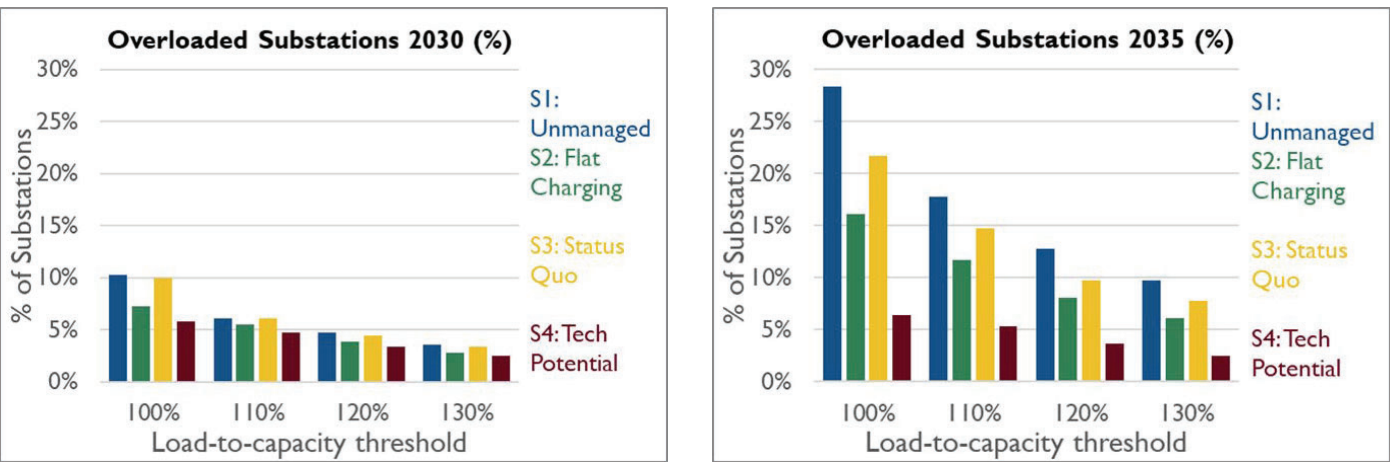 Overloaded Substations 2030 (%)
% of Substations
30%
25%
20%
15%
10%
5%
0%
100% 110% 120% 130%
Load-to-capacity threshold
S1:
Unmanaged
S2: Flat
Charging
S3: Status
Quo
S4: Tech
Potential
Overloaded Substations 2035 (%)
% of Substations
30%
25%
20%
15%
10%
5%
0%
100% 110% 120% 130%
Load-to-capacity threshold
S1:
Unmanaged
S2: Flat
Charging
S3: Status
Quo
S4: Tech
Potential